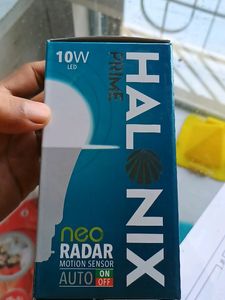 10W
LED
HALONIX
PRIME
neo
RADAR
MOTION SENSOR
AUTO ON OFF